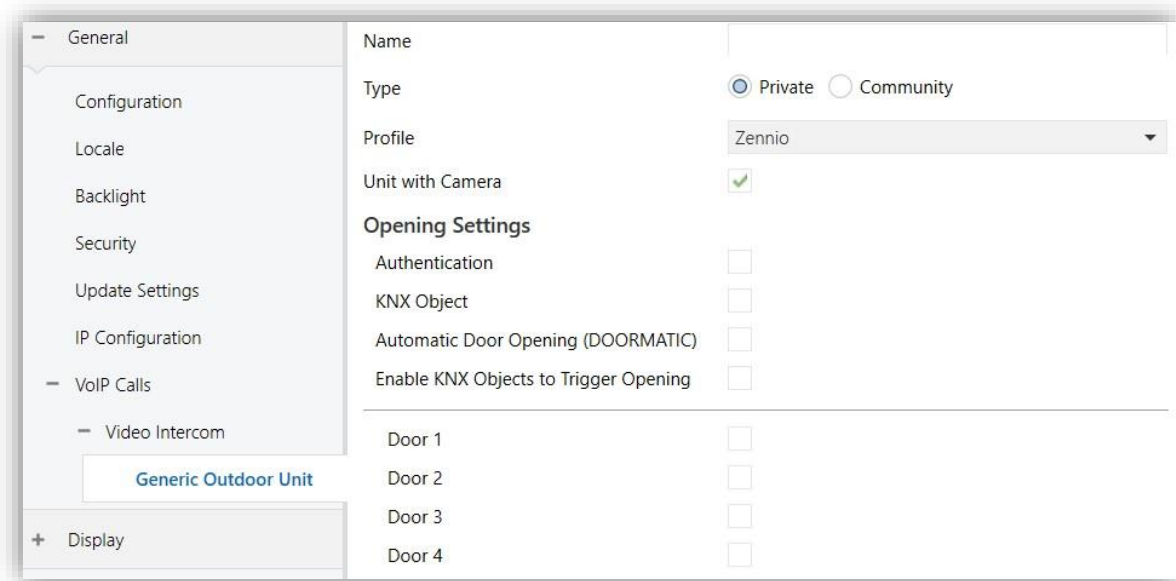 General
Configuration
Locale
Backlight
Security
Update Settings
IP Configuration
VoIP Calls
Video Intercom
Generic Outdoor Unit
Display
Name
Type Private Community
Profile Zennio
Unit with Camera
Opening Settings
Authentication
KNX Object
Automatic Door Opening (DOORMATIC)
Enable KNX Objects to Trigger Opening
Door 1
Door 2
Door 3
Door 4